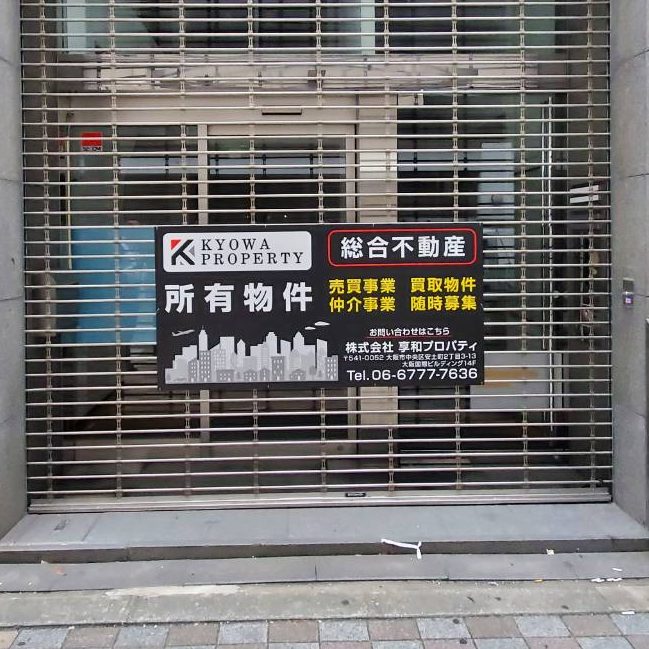 KYOWA
PROPERTY
総合不動産
所有物件
売買事業 買取物件
仲介事業 随時募集
お問い合わせはこちら
株式会社 享和プロパティ
〒541-0052 大阪市中央区安土町2丁目3-13
大阪国際ビルディング14F
Tel. 06-6777-7636